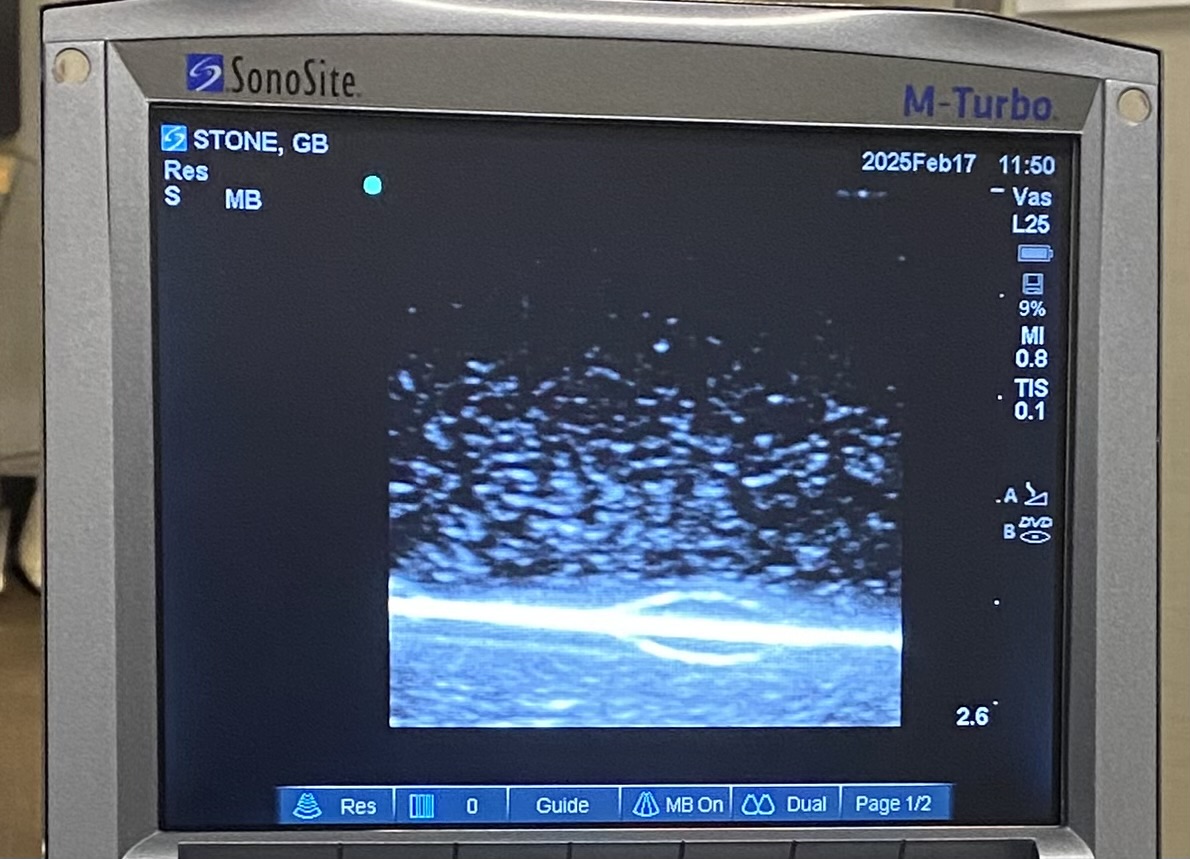 SonoSite
M-Turbo
STONE, GB
2025Feb17 11:50
Res
S MB
Vas
L25
9%
MI
0.8
TIS
0.1
A
B DVD
2.6
Res 0 Guide MB On Dual Page 1/2